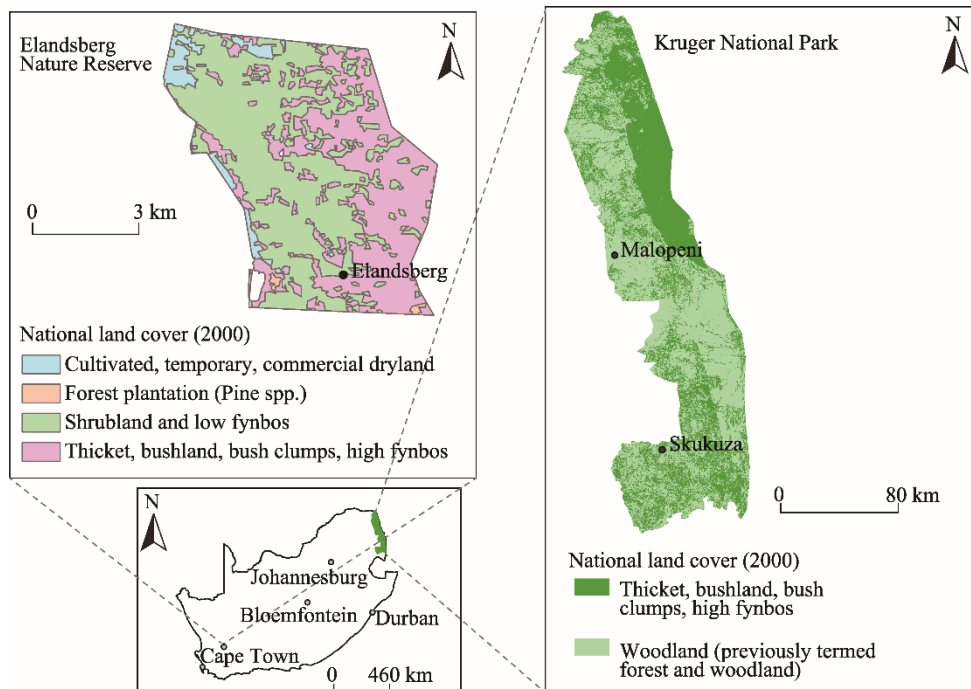 Elandsberg
Nature Reserve
N
0 3 km
Elandsberg
National land cover (2000)
Cultivated, temporary, commercial dryland
Forest plantation (Pine spp.)
Shrubland and low fynbos
Thicket, bushland, bush clumps, high fynbos
Kruger National Park
N
Malopeni
Skukuza
0 80 km
National land cover (2000)
Thicket, bushland, bush
clumps, high fynbos
Woodland (previously termed
forest and woodland)
N
Johannesburg
Bloemfontein
Durban
Cape Town
0 460 km